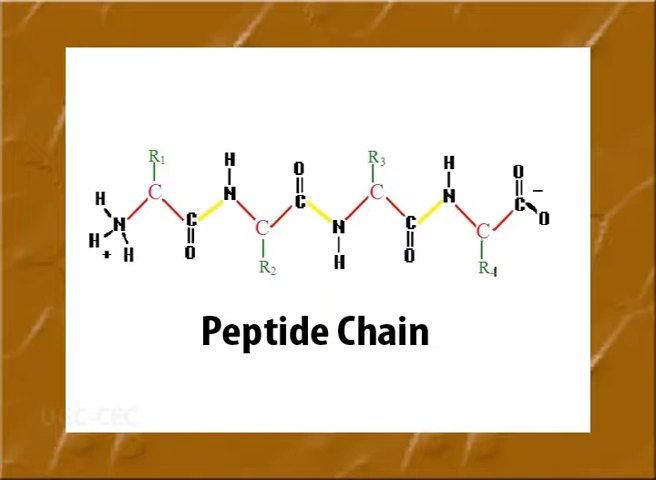 R1 H O R3 H O −
H C N C C N C
H N C C N C C O
+ H O R2 H O R4
Peptide Chain
UGC-CEC